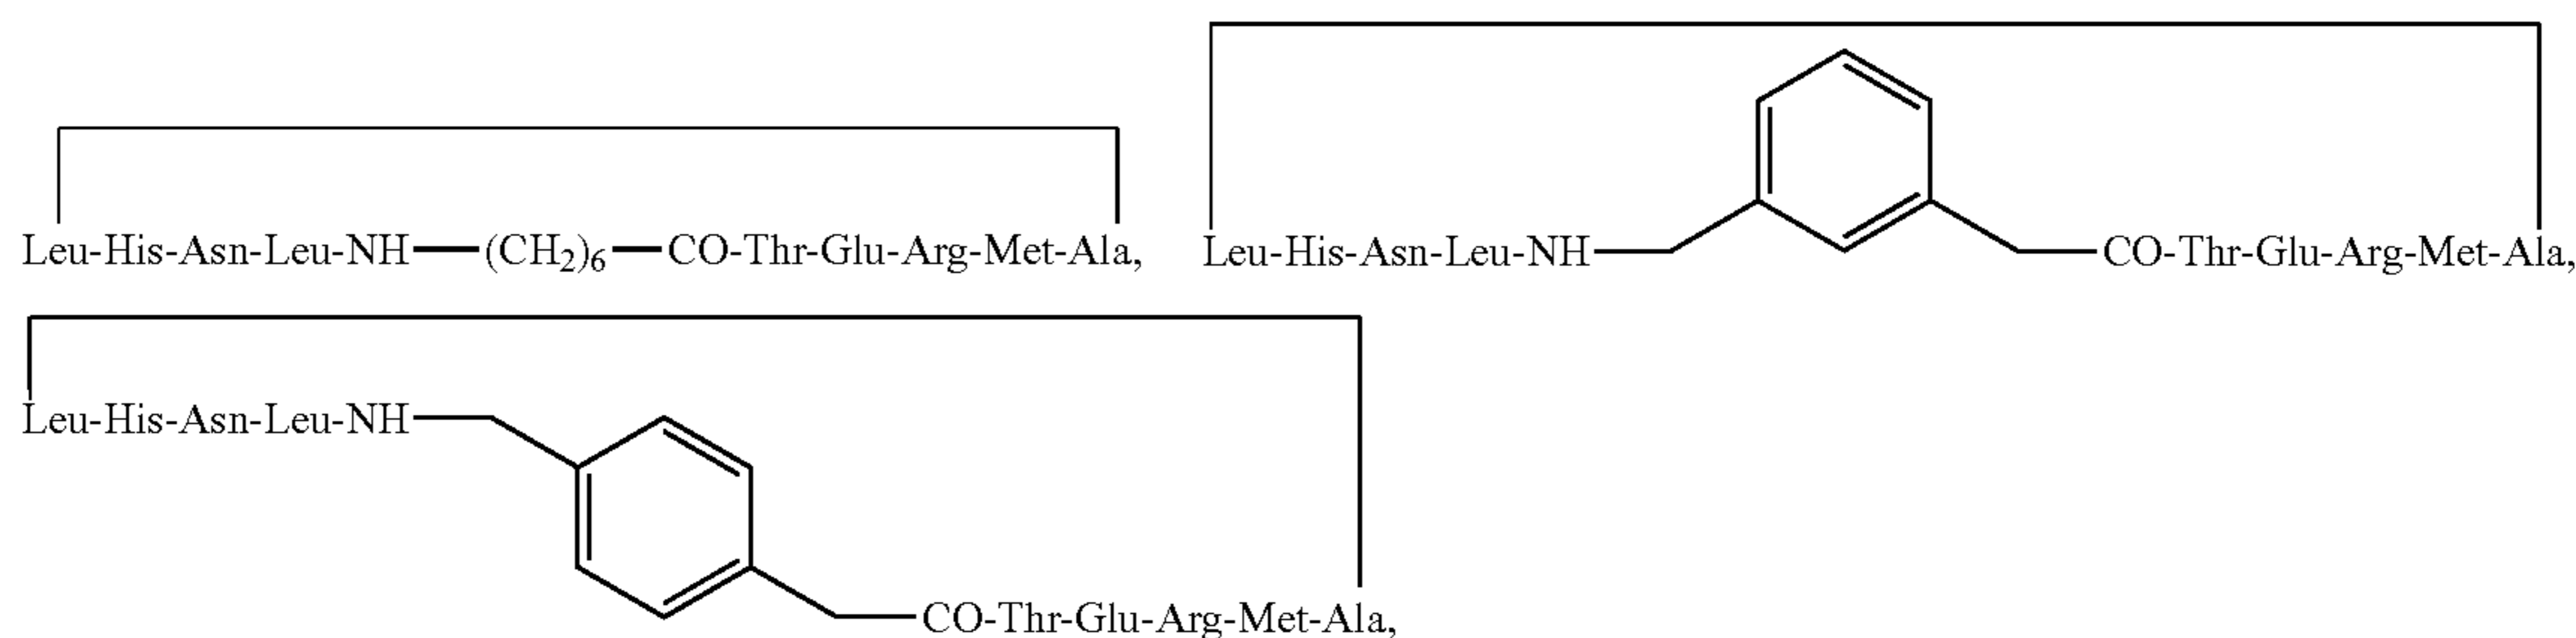 Leu-His-Asn-Leu-NH—(CH₂)₆—CO-Thr-Glu-Arg-Met-Ala,
Leu-His-Asn-Leu-NH CO-Thr-Glu-Arg-Met-Ala,
Leu-His-Asn-Leu-NH
CO-Thr-Glu-Arg-Met-Ala,